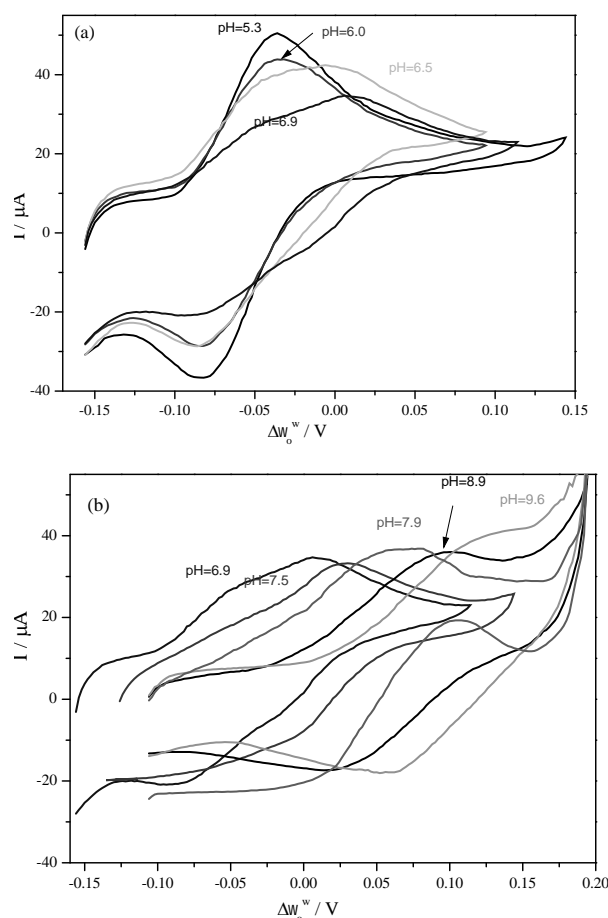 (a)
pH=5.3
pH=6.0
pH=6.5
pH=6.9
I / µA
40
20
0
-20
-40
-0.15 -0.10 -0.05 0.00 0.05 0.10 0.15
Δψ_o^w / V
(b)
pH=8.9
pH=9.6
pH=7.9
pH=6.9
pH=7.5
I / µA
40
20
0
-20
-40
-0.15 -0.10 -0.05 0.00 0.05 0.10 0.15 0.20
Δψ_o^w / V